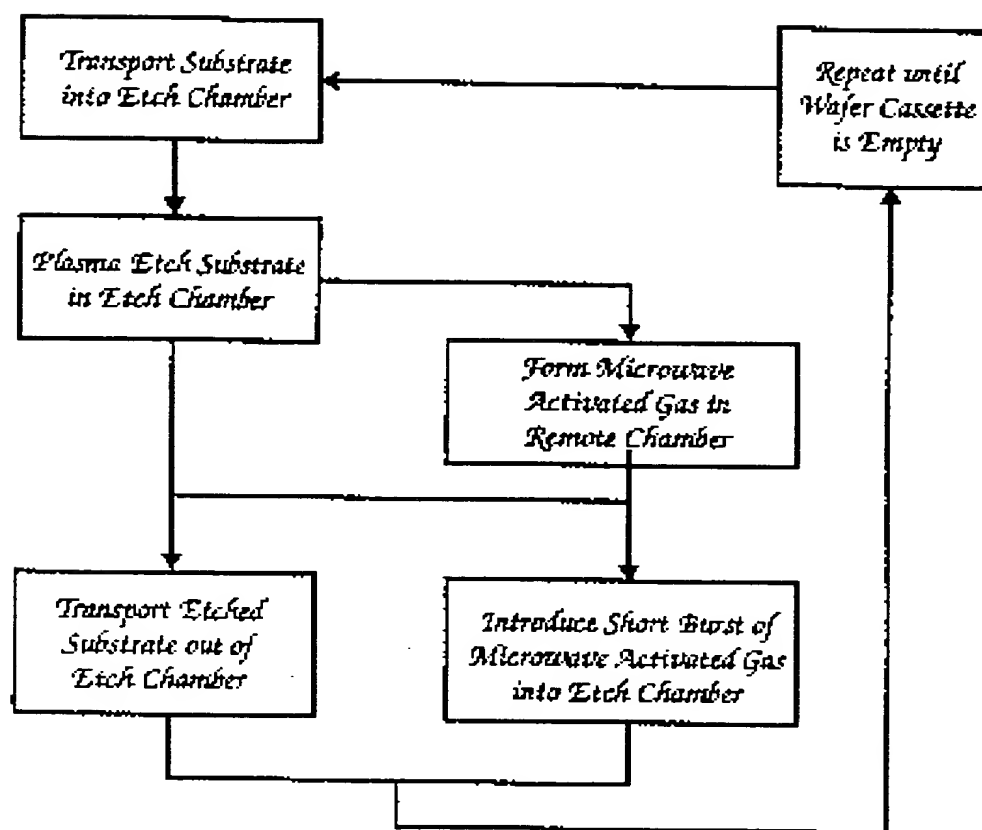 Transport Substrate
into Etch Chamber
Repeat until
Wafer Cassette
is Empty
Plasma Etch Substrate
in Etch Chamber
Form Microwave
Activated Gas in
Remote Chamber
Transport Etched
Substrate out of
Etch Chamber
Introduce Short Burst of
Microwave Activated Gas
into Etch Chamber